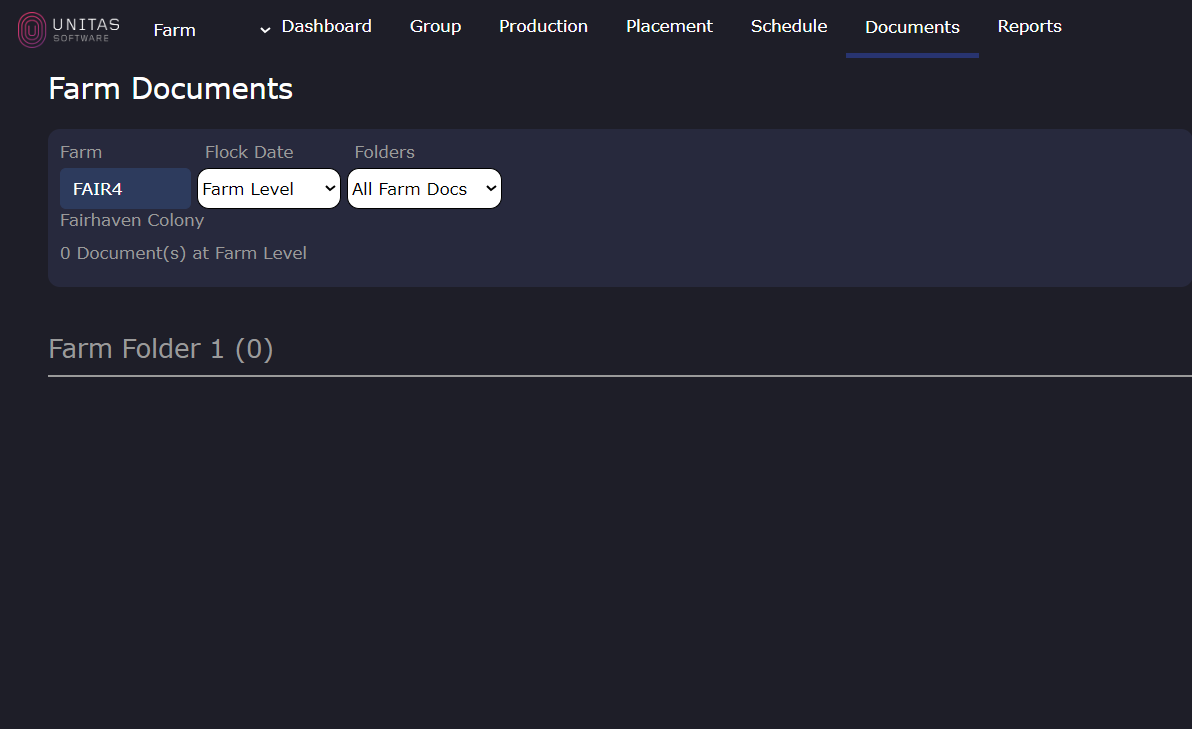 UNITAS
SOFTWARE
Farm Dashboard Group Production Placement Schedule Documents Reports
Farm Documents
Farm Flock Date Folders
FAIR4 Farm Level All Farm Docs
Fairhaven Colony
0 Document(s) at Farm Level
Farm Folder 1 (0)